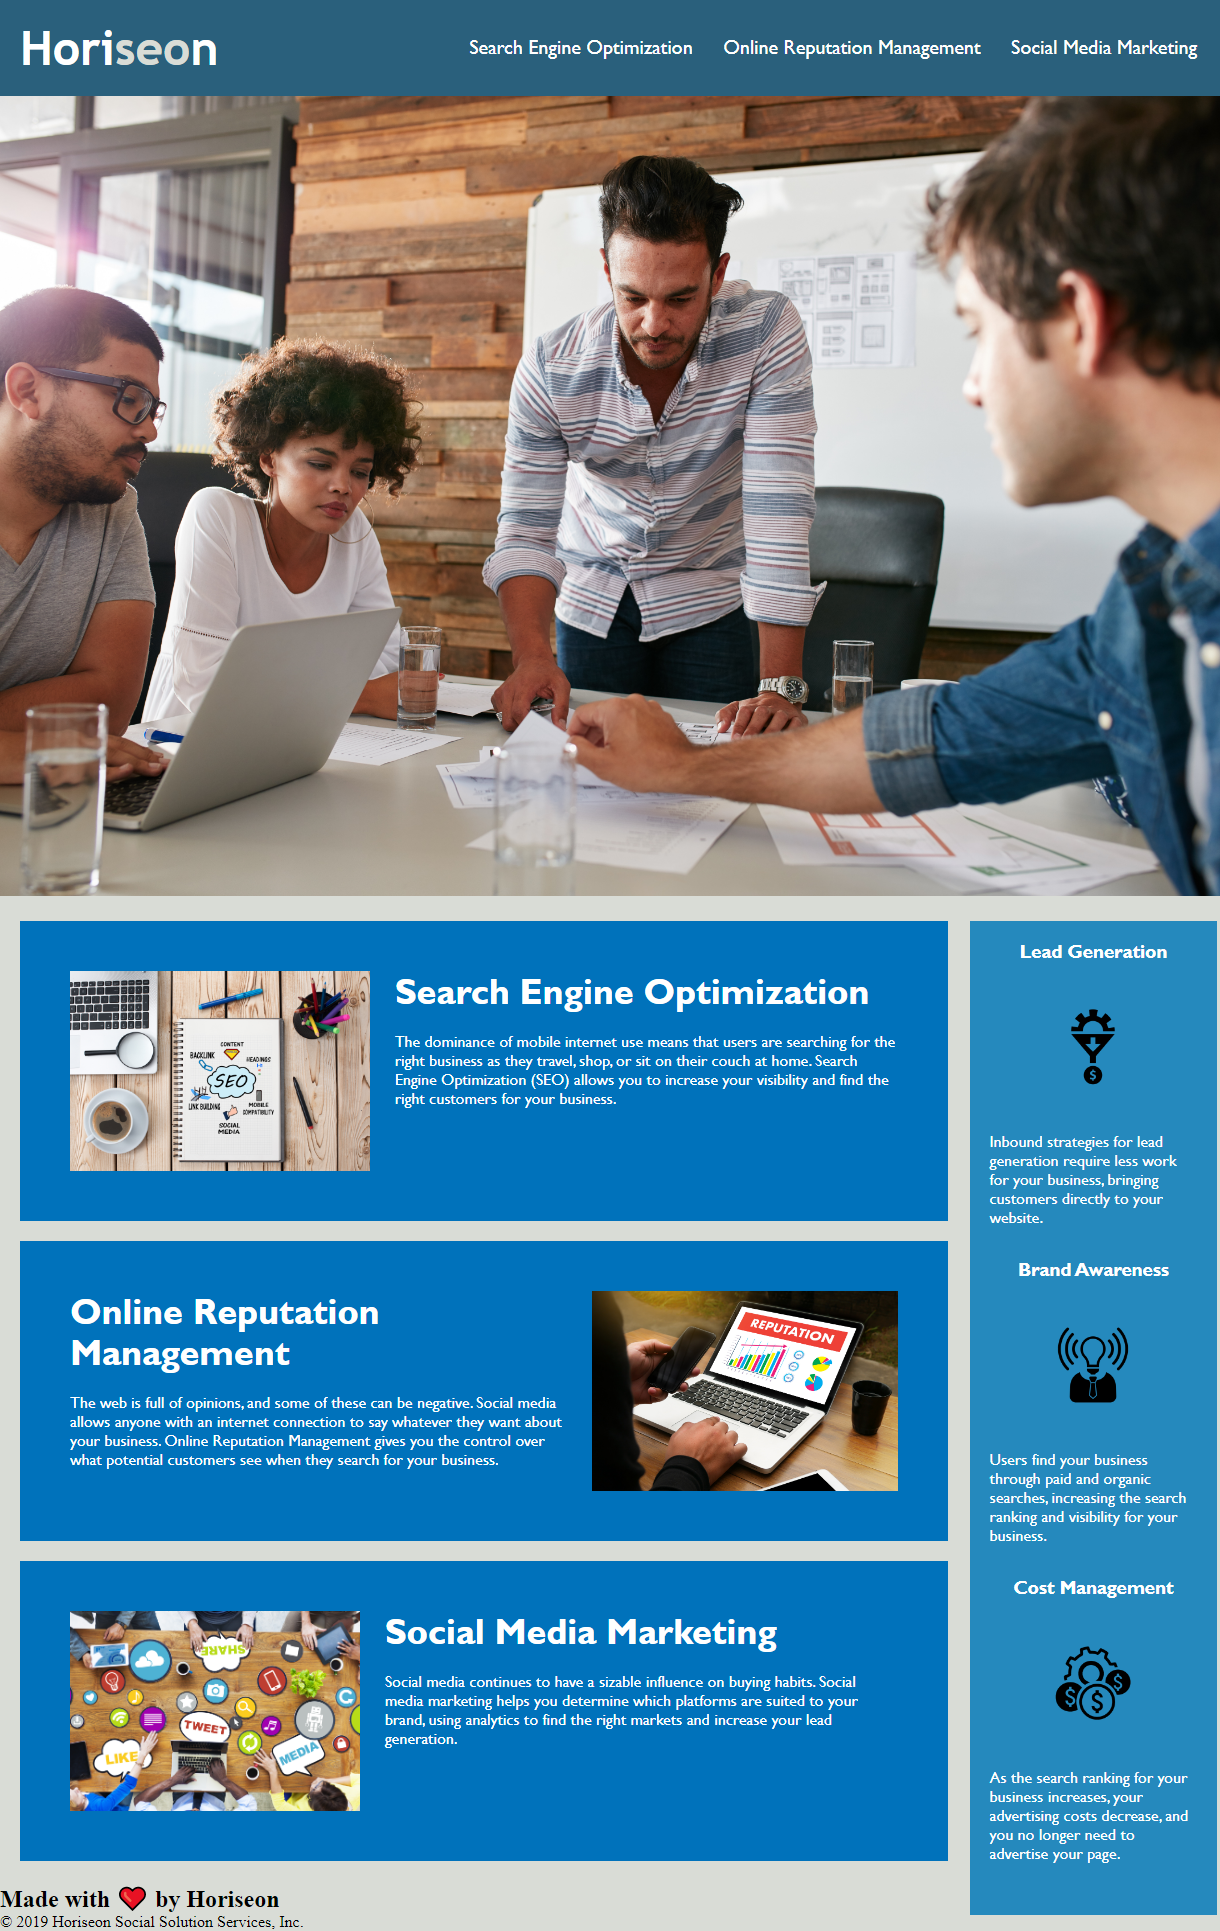 Horiseon
Search Engine Optimization
Online Reputation Management
Social Media Marketing
CONTENT
BACKLINK
HEADINGS
SEO
LINK BUILDING
MOBILE
COMPATIBILITY
SOCIAL
MEDIA
Search Engine Optimization
The dominance of mobile internet use means that users are searching for the
right business as they travel, shop, or sit on their couch at home. Search
Engine Optimization (SEO) allows you to increase your visibility and find the
right customers for your business.
Online Reputation
Management
The web is full of opinions, and some of these can be negative. Social media
allows anyone with an internet connection to say whatever they want about
your business. Online Reputation Management gives you the control over
what potential customers see when they search for your business.
REPUTATION
SHARE
TWEET
LIKE
MEDIA
Social Media Marketing
Social media continues to have a sizable influence on buying habits. Social
media marketing helps you determine which platforms are suited to your
brand, using analytics to find the right markets and increase your lead
generation.
Lead Generation
$
Inbound strategies for lead
generation require less work
for your business, bringing
customers directly to your
website.
Brand Awareness
Users find your business
through paid and organic
searches, increasing the search
ranking and visibility for your
business.
Cost Management
$ $ $
As the search ranking for your
business increases, your
advertising costs decrease, and
you no longer need to
advertise your page.
Made with ❤️ by Horiseon
© 2019 Horiseon Social Solution Services, Inc.